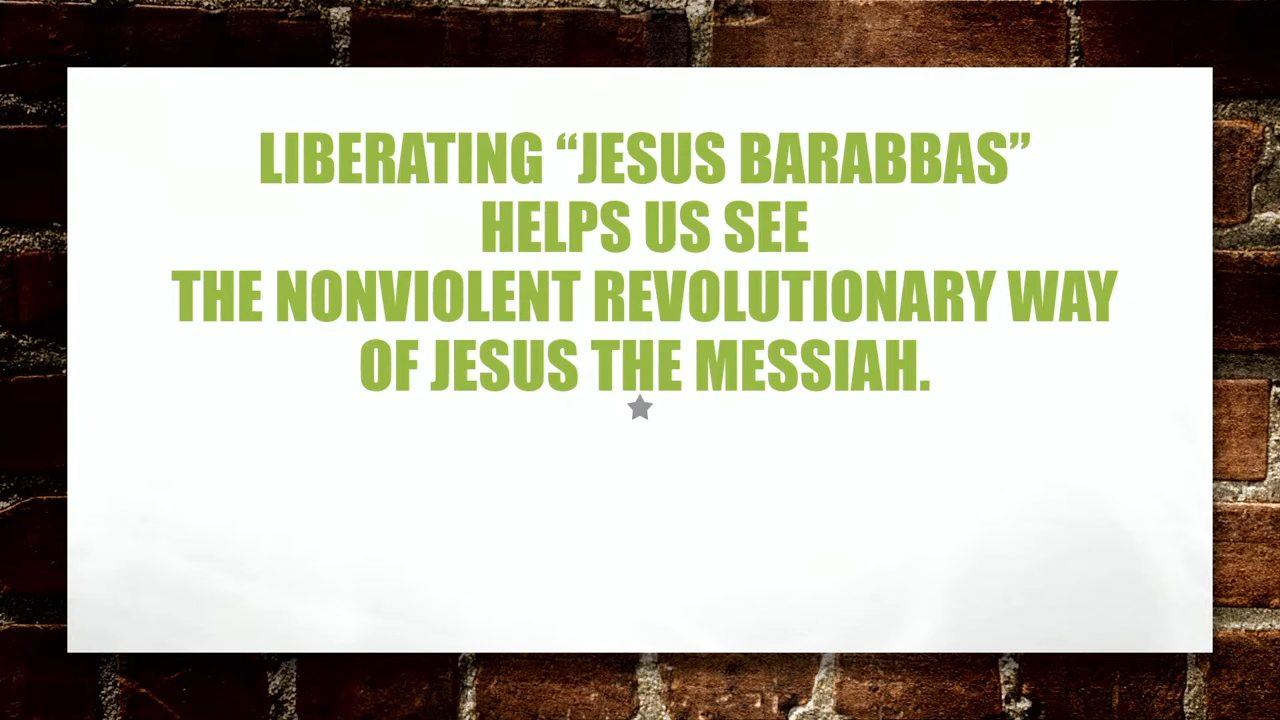 LIBERATING “JESUS BARABBAS”
HELPS US SEE
THE NONVIOLENT REVOLUTIONARY WAY
OF JESUS THE MESSIAH.